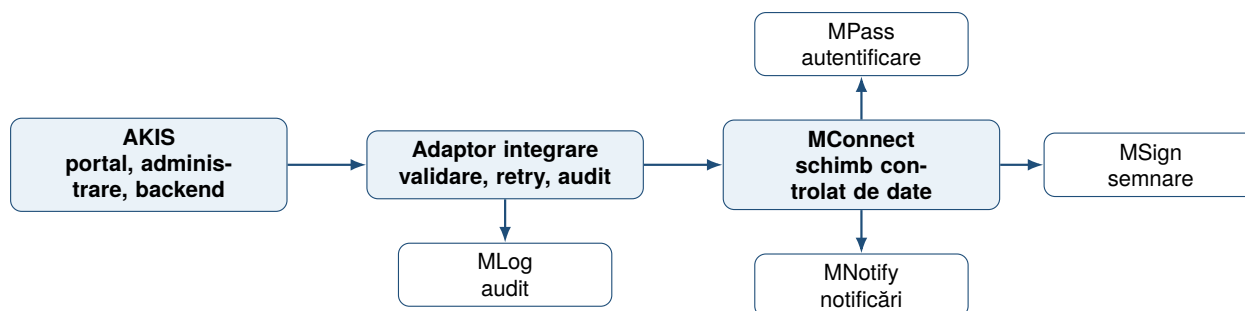 MPass
autentificare
AKIS
portal, adminis-
trare, backend
Adaptor integrare
validare, retry, audit
MConnect
schimb con-
trolat de date
MSign
semnare
MLog
audit
MNotify
notificări